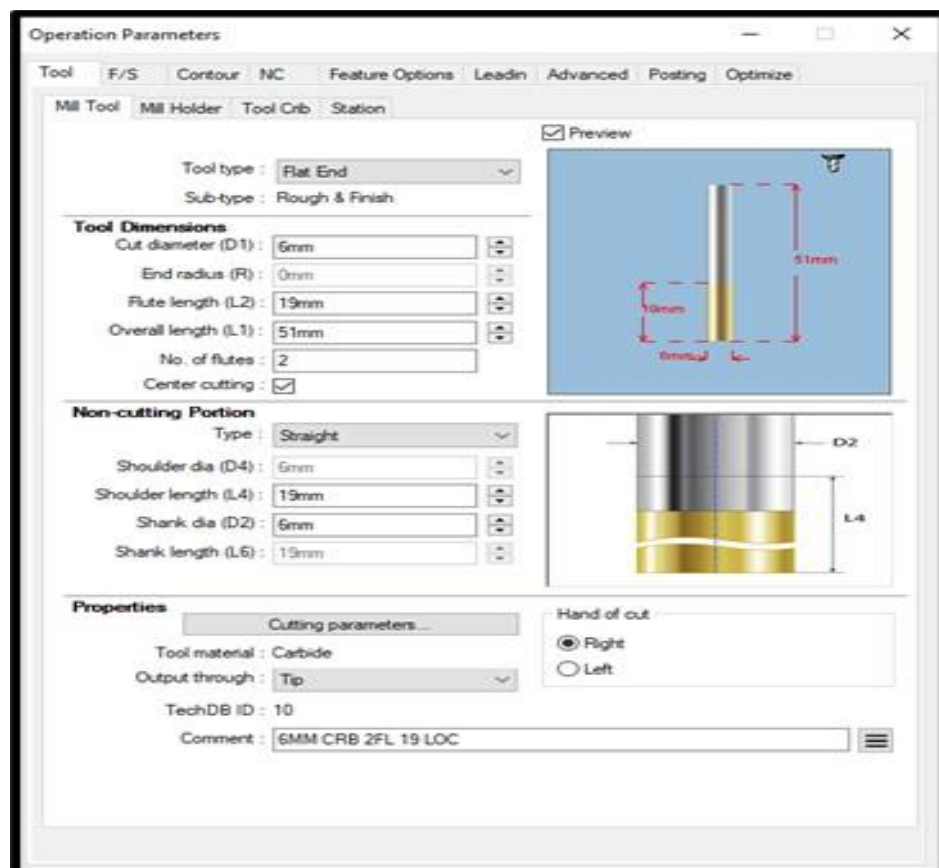 Operation Parameters
Tool F/S Contour NC Feature Options Leadin Advanced Posting Optimize
Mill Tool Mill Holder Tool Crib Station
Preview
Tool type : Flat End
Sub-type : Rough & Finish
Tool Dimensions
Cut diameter (D1) : 6mm
End radius (R) : 0mm
Flute length (L2) : 19mm
Overall length (L1) : 51mm
No. of flutes : 2
Center cutting :
51mm
19mm
6mm
Non-cutting Portion
Type : Straight
Shoulder dia (D4) : 6mm
Shoulder length (L4) : 19mm
Shank dia (D2) : 6mm
Shank length (L6) : 19mm
D2
L4
Properties
Cutting parameters...
Tool material : Carbide
Output through : Tip
TechDB ID : 10
Comment : 6MM CRB 2FL 19 LOC
Hand of cut
Right
Left